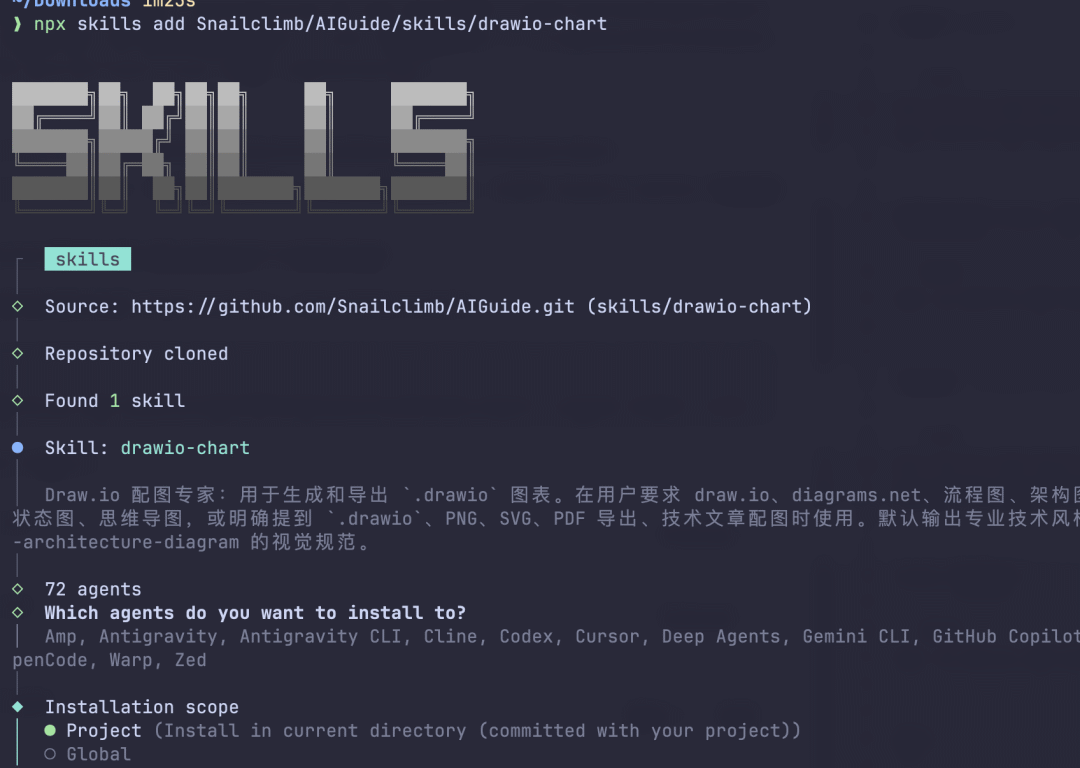 ~/Downloads 1m23s
❯ npx skills add Snailclimb/AIGuide/skills/drawio-chart
SKILLS
skills
Source: https://github.com/Snailclimb/AIGuide.git (skills/drawio-chart)
Repository cloned
Found 1 skill
Skill: drawio-chart
Draw.io 配图专家：用于生成和导出 `.drawio` 图表。在用户要求 draw.io、diagrams.net、流程图、架构图
状态图、思维导图，或明确提到 `.drawio`、PNG、SVG、PDF 导出、技术文章配图时使用。默认输出专业技术风格
-architecture-diagram 的视觉规范。
72 agents
Which agents do you want to install to?
Amp, Antigravity, Antigravity CLI, Cline, Codex, Cursor, Deep Agents, Gemini CLI, GitHub Copilot
penCode, Warp, Zed
Installation scope
● Project (Install in current directory (committed with your project))
○ Global